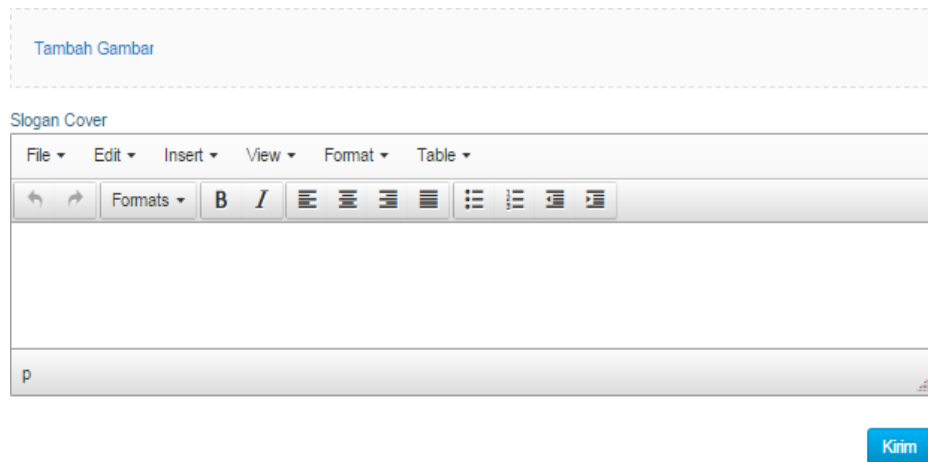 Tambah Gambar
Slogan Cover
File Edit Insert View Format Table
Formats B I
p
Kirim